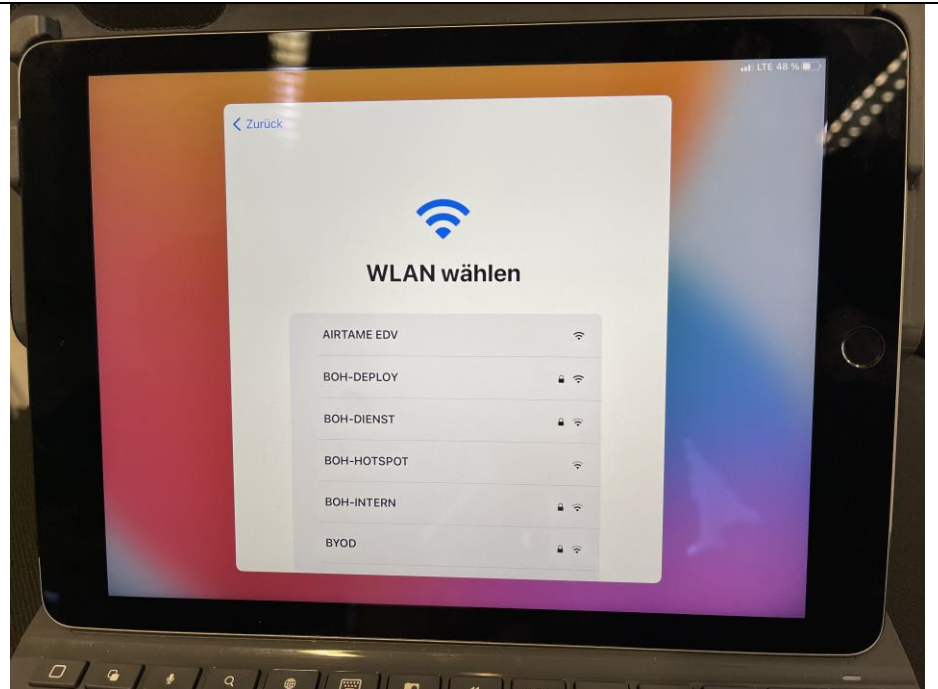 LTE 48 %
Zurück
WLAN wählen
AIRTAME EDV
BOH-DEPLOY
BOH-DIENST
BOH-HOTSPOT
BOH-INTERN
BYOD